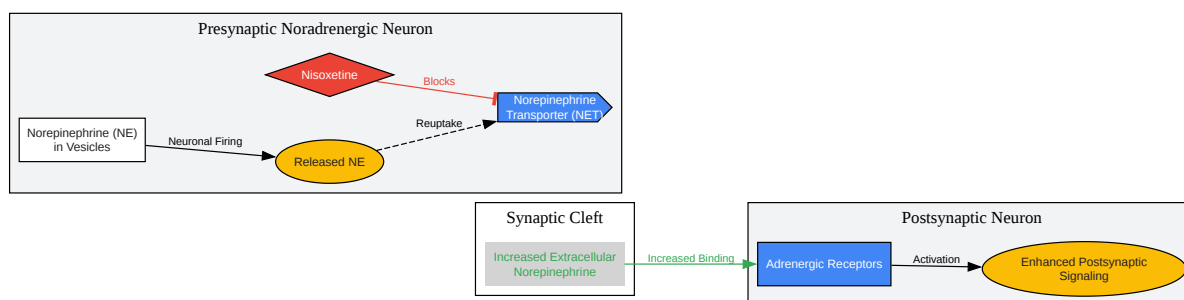 Presynaptic Noradrenergic Neuron
Nisoxetine
Blocks
Norepinephrine
Transporter (NET)
Reuptake
Norepinephrine (NE)
in Vesicles
Neuronal Firing
Released NE
Synaptic Cleft
Increased Extracellular
Norepinephrine
Increased Binding
Postsynaptic Neuron
Adrenergic Receptors
Activation
Enhanced Postsynaptic
Signaling